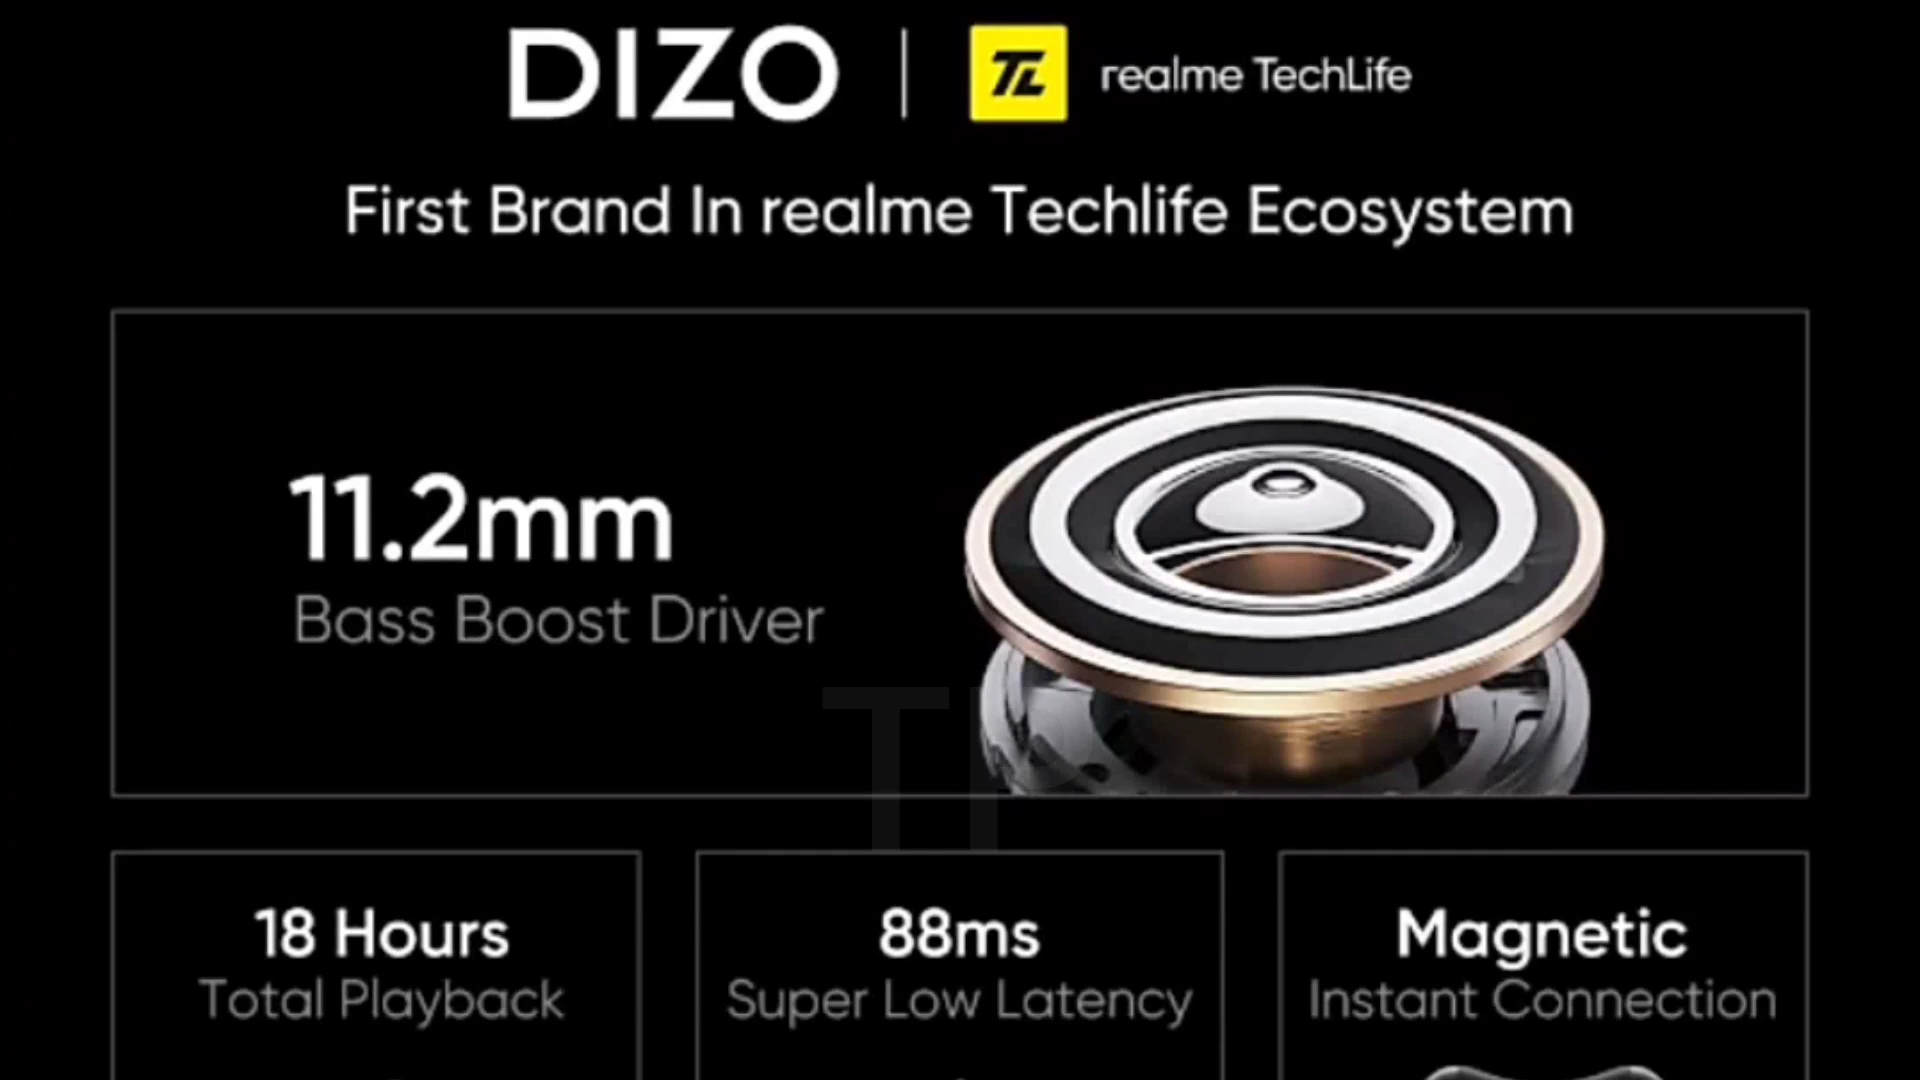 DIZO
TL realme TechLife
First Brand In realme Techlife Ecosystem
11.2mm
Bass Boost Driver
18 Hours
Total Playback
88ms
Super Low Latency
Magnetic
Instant Connection